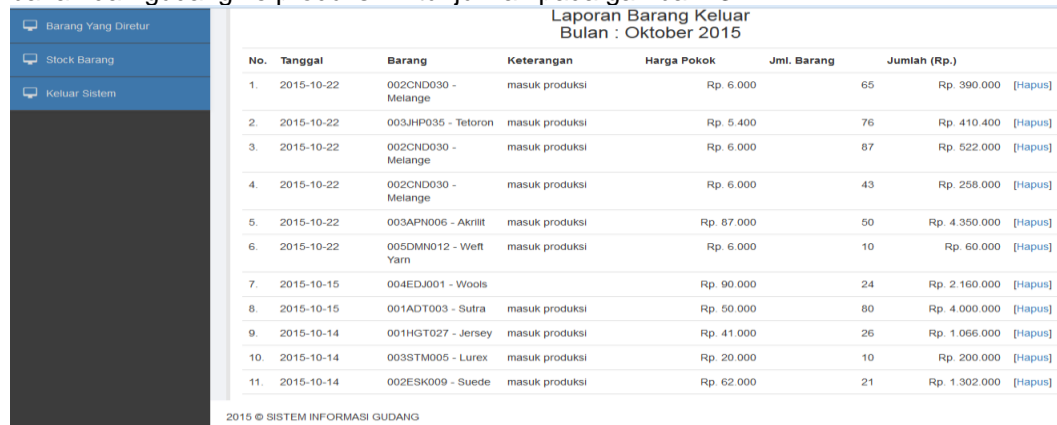 Barang Yang Diretur
Stock Barang
Keluar Sistem
Laporan Barang Keluar
Bulan : Oktober 2015
No. Tanggal Barang Keterangan Harga Pokok Jml. Barang Jumlah (Rp.)
1. 2015-10-22 002CND030 - Melange masuk produksi Rp. 6.000 65 Rp. 390.000 [Hapus]
2. 2015-10-22 003JHP035 - Tetoron masuk produksi Rp. 5.400 76 Rp. 410.400 [Hapus]
3. 2015-10-22 002CND030 - Melange masuk produksi Rp. 6.000 87 Rp. 522.000 [Hapus]
4. 2015-10-22 002CND030 - Melange masuk produksi Rp. 6.000 43 Rp. 258.000 [Hapus]
5. 2015-10-22 003APN006 - Akrilit masuk produksi Rp. 87.000 50 Rp. 4.350.000 [Hapus]
6. 2015-10-22 005DMN012 - Weft Yarn masuk produksi Rp. 6.000 10 Rp. 60.000 [Hapus]
7. 2015-10-15 004EDJ001 - Wools Rp. 90.000 24 Rp. 2.160.000 [Hapus]
8. 2015-10-15 001ADT003 - Sutra masuk produksi Rp. 50.000 80 Rp. 4.000.000 [Hapus]
9. 2015-10-14 001HGT027 - Jersey masuk produksi Rp. 41.000 26 Rp. 1.066.000 [Hapus]
10. 2015-10-14 003STM005 - Lurex masuk produksi Rp. 20.000 10 Rp. 200.000 [Hapus]
11. 2015-10-14 002ESK009 - Suede masuk produksi Rp. 62.000 21 Rp. 1.302.000 [Hapus]
2015 © SISTEM INFORMASI GUDANG